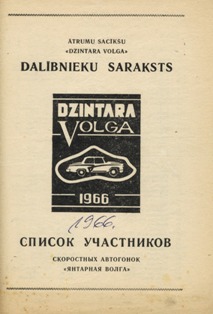 ĀTRUMU SACĪKŠU
«DZINTARA VOLGA»
DALĪBNIEKU SARAKSTS
DZINTARA
VOLGA
1966
1966.
СПИСОК УЧАСТНИКОВ
СКОРОСТНЫХ АВТОГОНОК
«ЯНТАРНАЯ ВОЛГА»